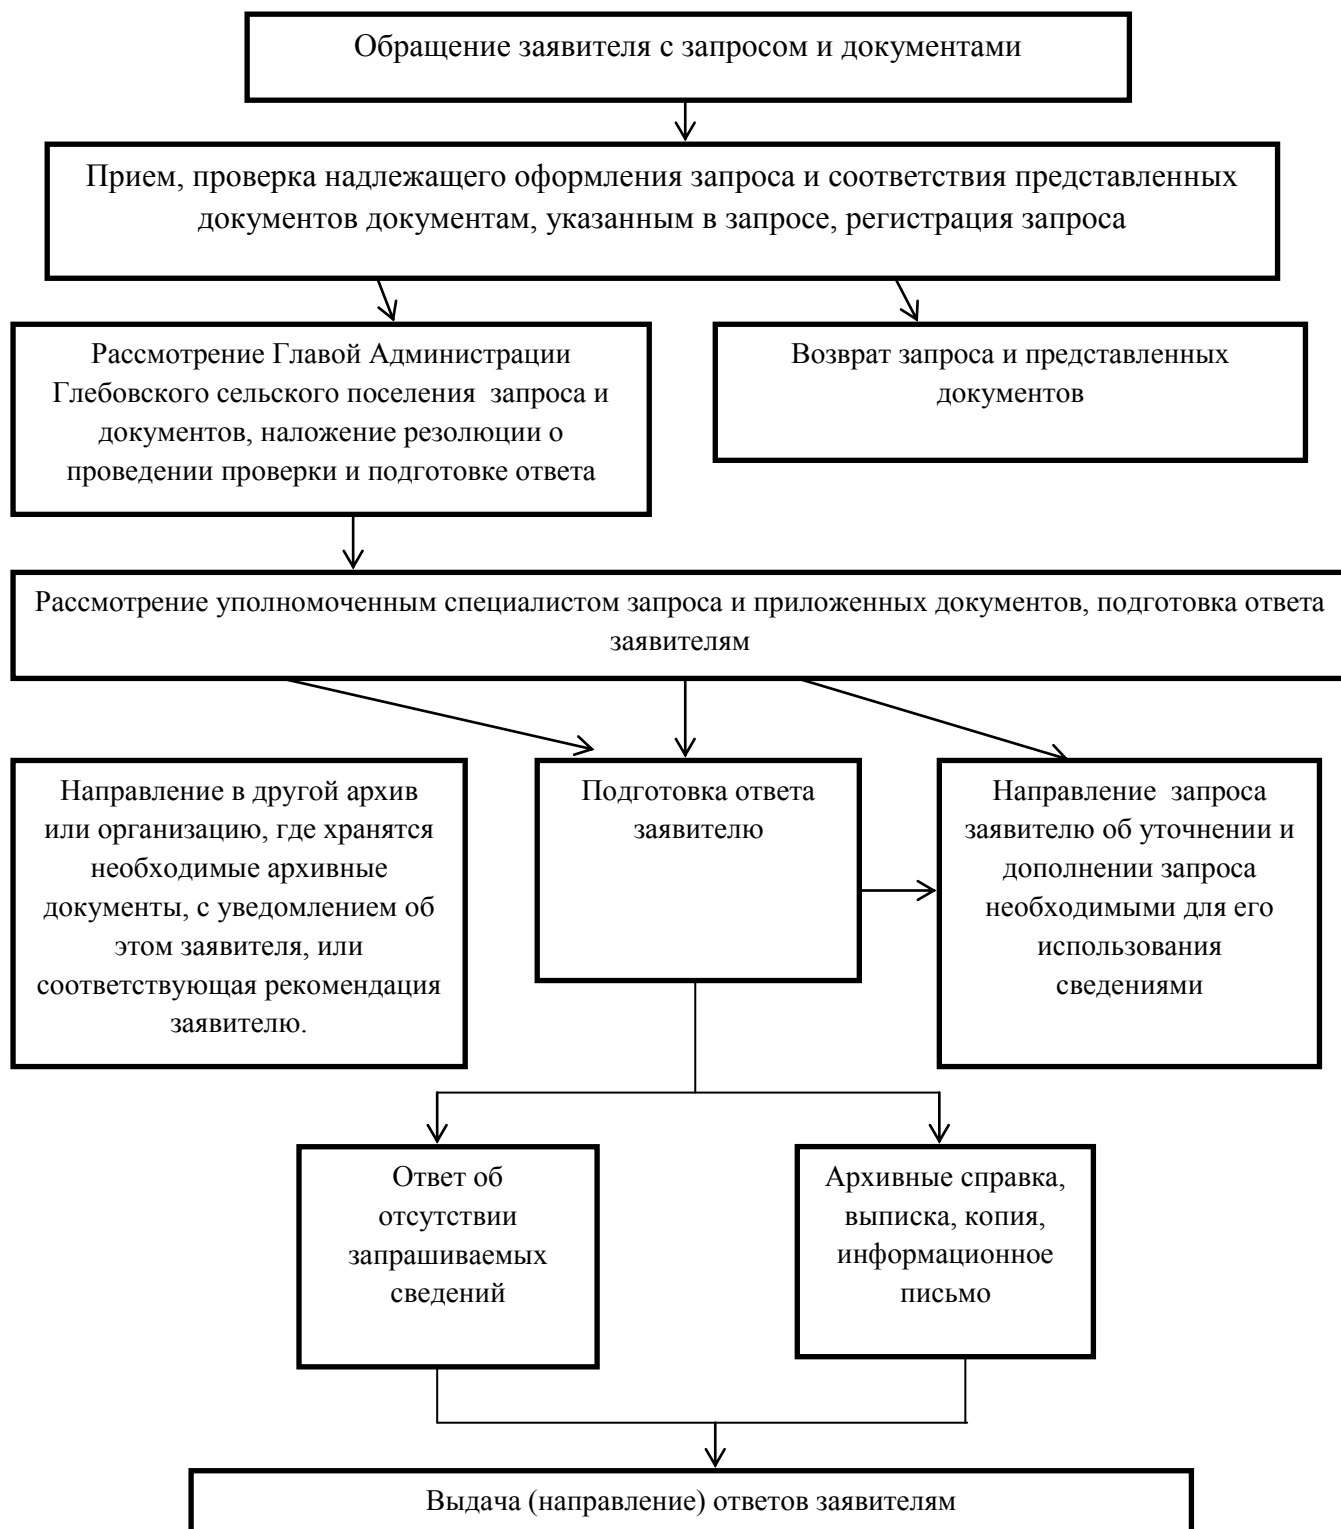 Обращение заявителя с запросом и документами
Прием, проверка надлежащего оформления запроса и соответствия представленных
документов документам, указанным в запросе, регистрация запроса
Рассмотрение Главой Администрации
Глебовского сельского поселения  запроса и
документов, наложение резолюции о
проведении проверки и подготовке ответа
Возврат запроса и представленных
документов
Рассмотрение уполномоченным специалистом запроса и приложенных документов, подготовка ответа
заявителям
Направление в другой архив
или организацию, где хранятся
необходимые архивные
документы, с уведомлением об
этом заявителя, или
соответствующая рекомендация
заявителю.
Подготовка ответа
заявителю
Направление  запроса
заявителю об уточнении и
дополнении запроса
необходимыми для его
использования
сведениями
Ответ об
отсутствии
запрашиваемых
сведений
Архивные справка,
выписка, копия,
информационное
письмо
Выдача (направление) ответов заявителям